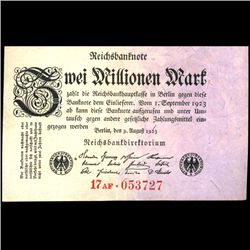 Reichsbanknote
Zwei Millionen Mark
zahlt die Reichsbankhauptkasse in Berlin gegen diese
Banknote dem Einlieferer. Vom 1. September 1923
ab kann diese Banknote aufgerufen und unter Um-
tausch gegen andere gesetzliche Zahlungsmittel ein-
gezogen werden
Berlin, den 9. August 1923
Reichsbankdirektorium
17AF·053727